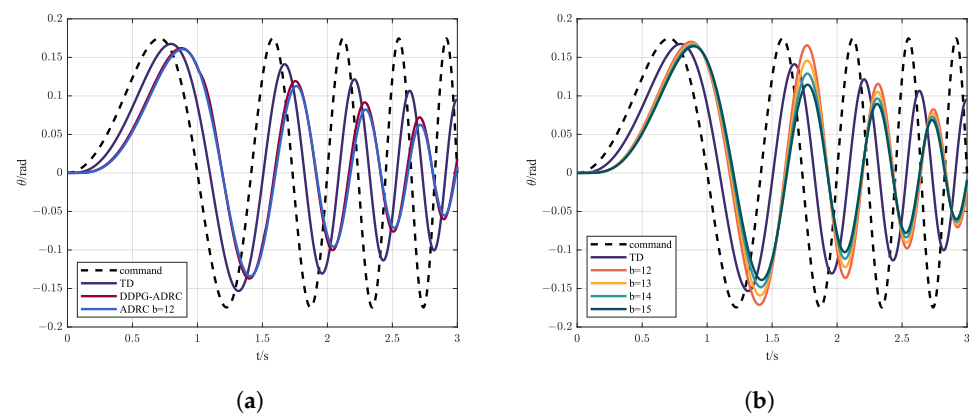 0.2
0.15
0.1
0.05
0
−0.05
−0.1
−0.15
−0.2
θ/rad
command
TD
DDPG-ADRC
ADRC b=12
0 0.5 1 1.5 2 2.5 3
t/s
(a)
0.2
0.15
0.1
0.05
0
−0.05
−0.1
−0.15
−0.2
θ/rad
command
TD
b=12
b=13
b=14
b=15
0 0.5 1 1.5 2 2.5 3
t/s
(b)